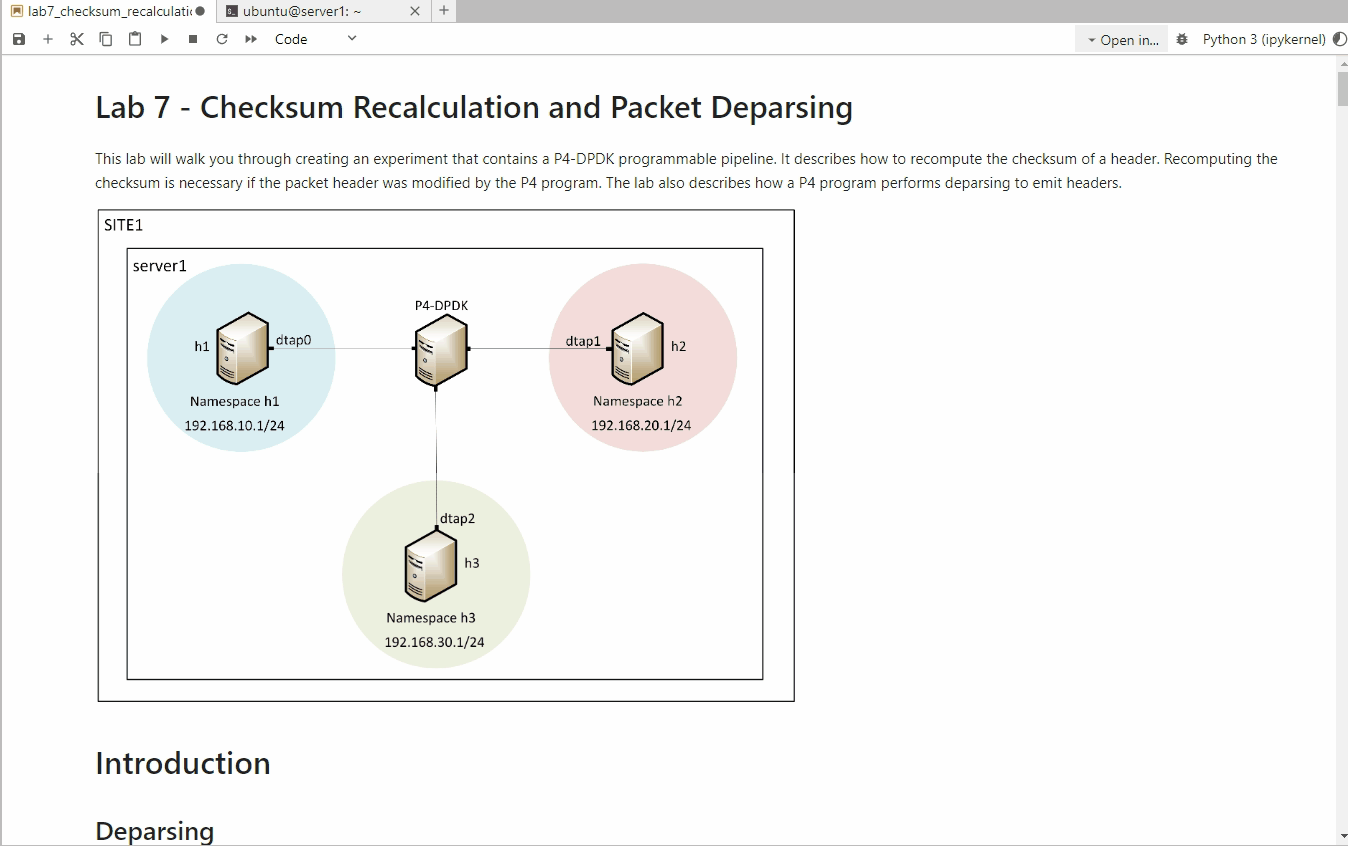 lab7_checksum_recalculatic
ubuntu@server1: ~
Code
Open in...
Python 3 (ipykernel)
Lab 7 - Checksum Recalculation and Packet Deparsing
This lab will walk you through creating an experiment that contains a P4-DPDK programmable pipeline. It describes how to recompute the checksum of a header. Recomputing the
checksum is necessary if the packet header was modified by the P4 program. The lab also describes how a P4 program performs deparsing to emit headers.
SITE1
server1
P4-DPDK
h1
dtap0
dtap1
h2
Namespace h1
Namespace h2
192.168.10.1/24
192.168.20.1/24
dtap2
h3
Namespace h3
192.168.30.1/24
Introduction
Deparsing